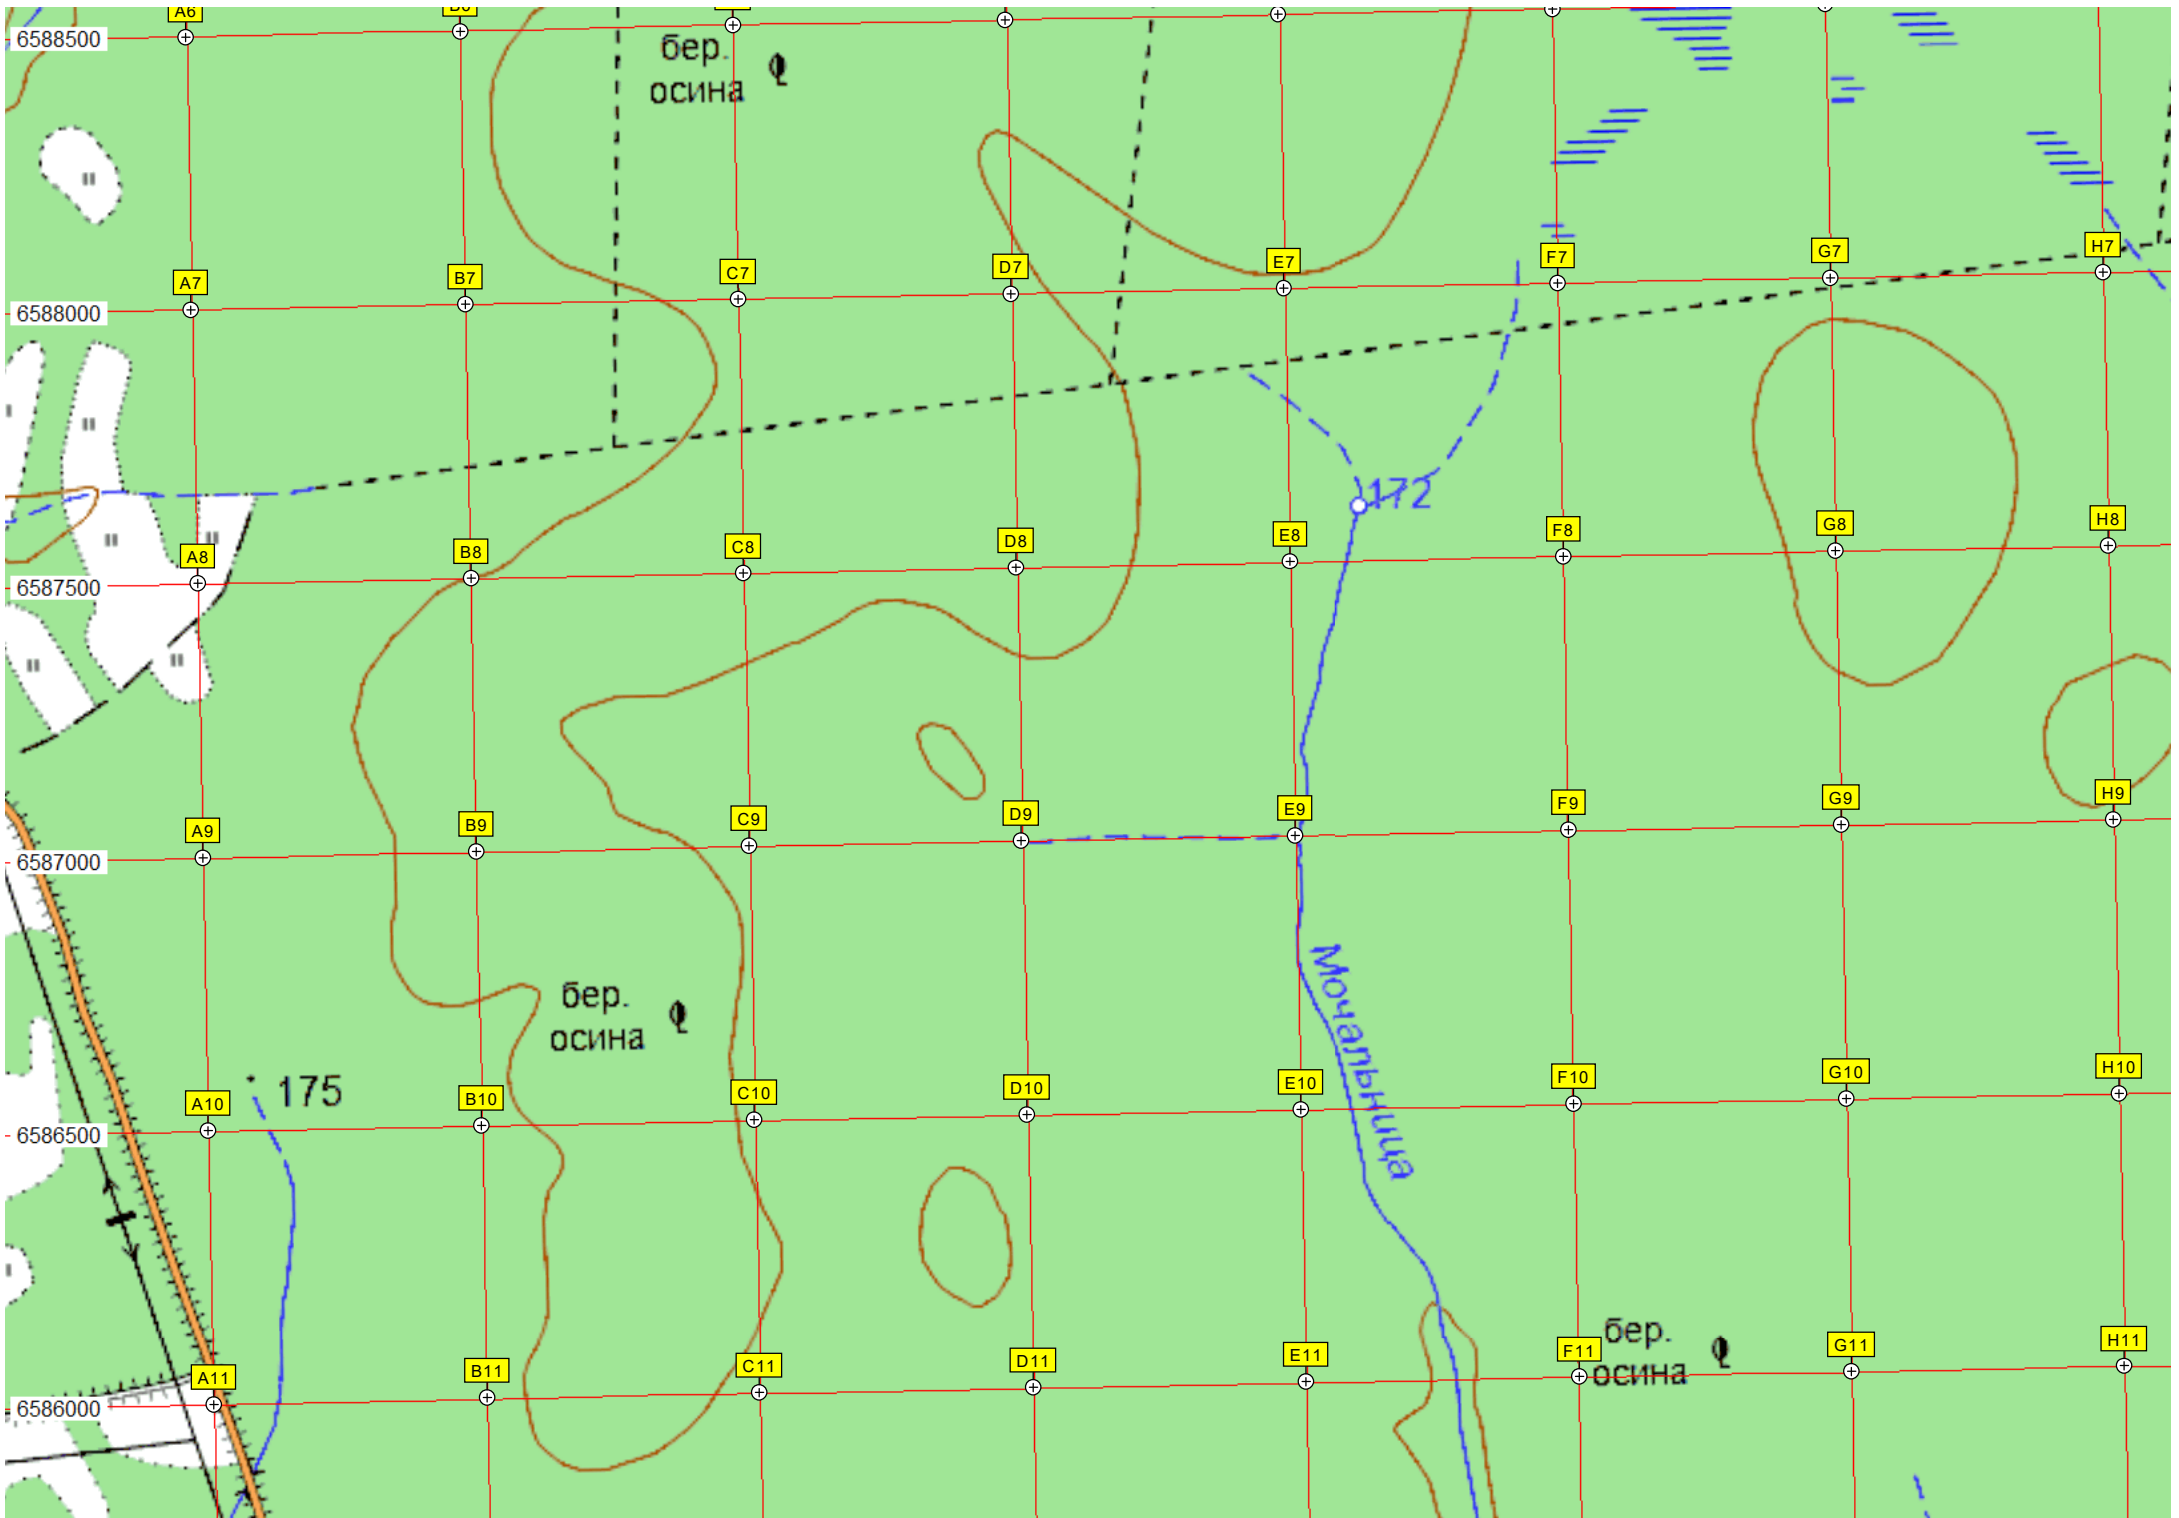 A6
B6
6588500
бер.
осина
A7
B7
C7
D7
E7
F7
G7
H7
6588000
172
A8
B8
C8
D8
E8
F8
G8
H8
6587500
A9
B9
C9
D9
E9
F9
G9
H9
6587000
Мочальница
бер.
осина
175
A10
B10
C10
D10
E10
F10
G10
H10
6586500
бер.
осина
A11
B11
C11
D11
E11
F11
G11
H11
6586000